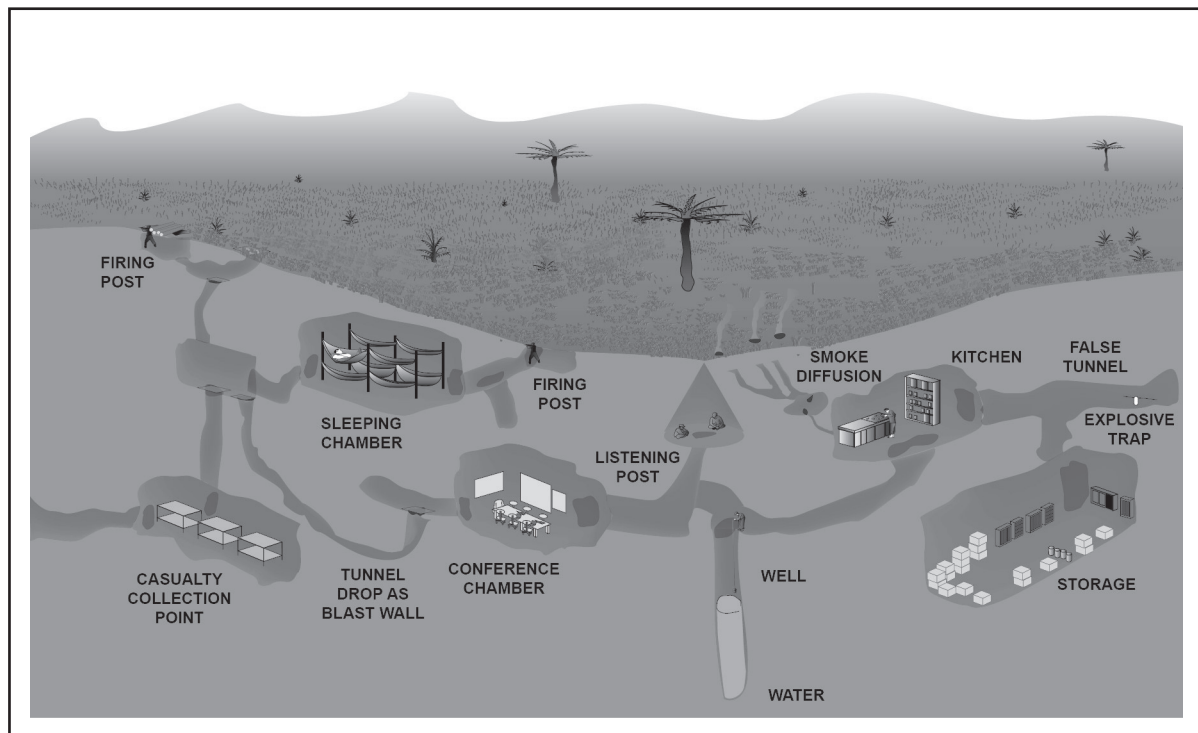 FIRING
POST
SLEEPING
CHAMBER
FIRING
POST
SMOKE
DIFFUSION
KITCHEN
FALSE
TUNNEL
EXPLOSIVE
TRAP
LISTENING
POST
CASUALTY
COLLECTION
POINT
TUNNEL
DROP AS
BLAST WALL
CONFERENCE
CHAMBER
WELL
STORAGE
WATER